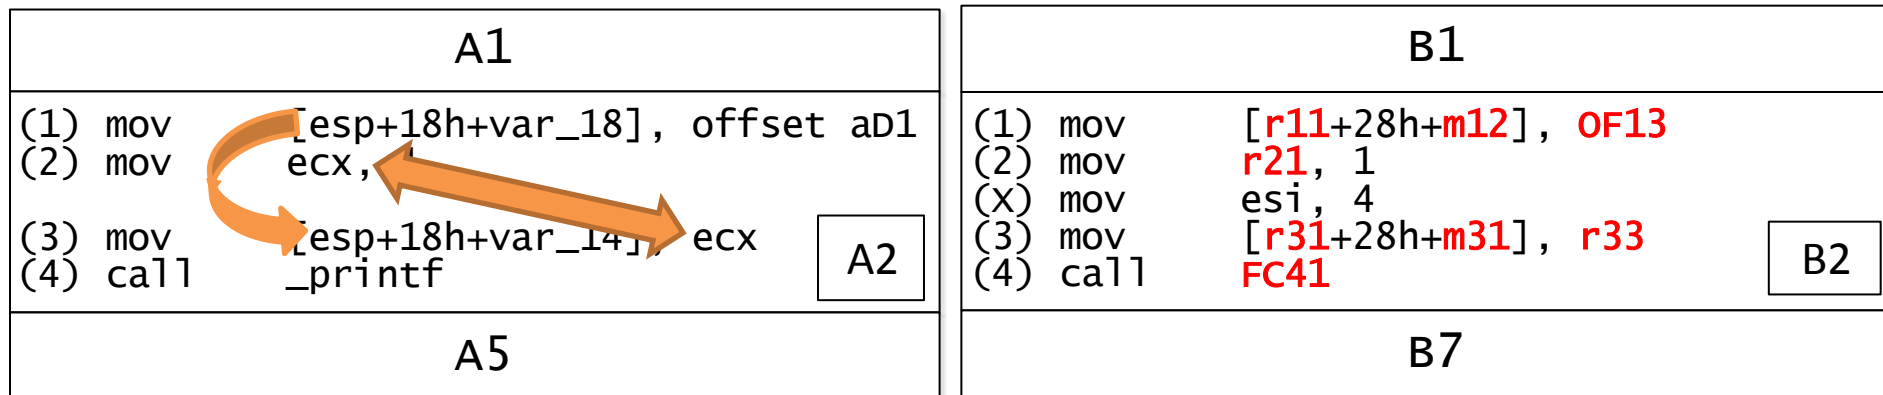 A1
(1) mov [esp+18h+var_18], offset aD1
(2) mov ecx,
(3) mov [esp+18h+var_14], ecx
(4) call _printf
A2
A5
B1
(1) mov [r11+28h+m12], OF13
(2) mov r21, 1
(X) mov esi, 4
(3) mov [r31+28h+m31], r33
(4) call FC41
B2
B7